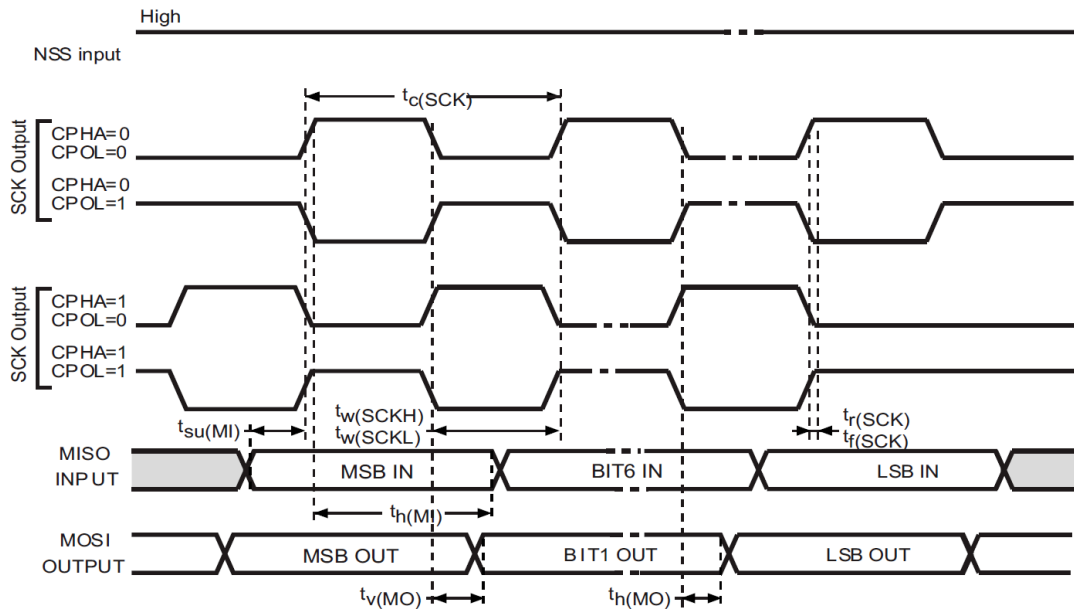 High
NSS input
tc(SCK)
SCK Output
CPHA=0
CPOL=0
CPHA=0
CPOL=1
SCK Output
CPHA=1
CPOL=0
CPHA=1
CPOL=1
tsu(MI)
tw(SCKH)
tw(SCKL)
tr(SCK)
tf(SCK)
MISO
INPUT
MSB IN
BIT6 IN
LSB IN
th(MI)
MOSI
OUTPUT
MSB OUT
BIT1 OUT
LSB OUT
tv(MO)
th(MO)